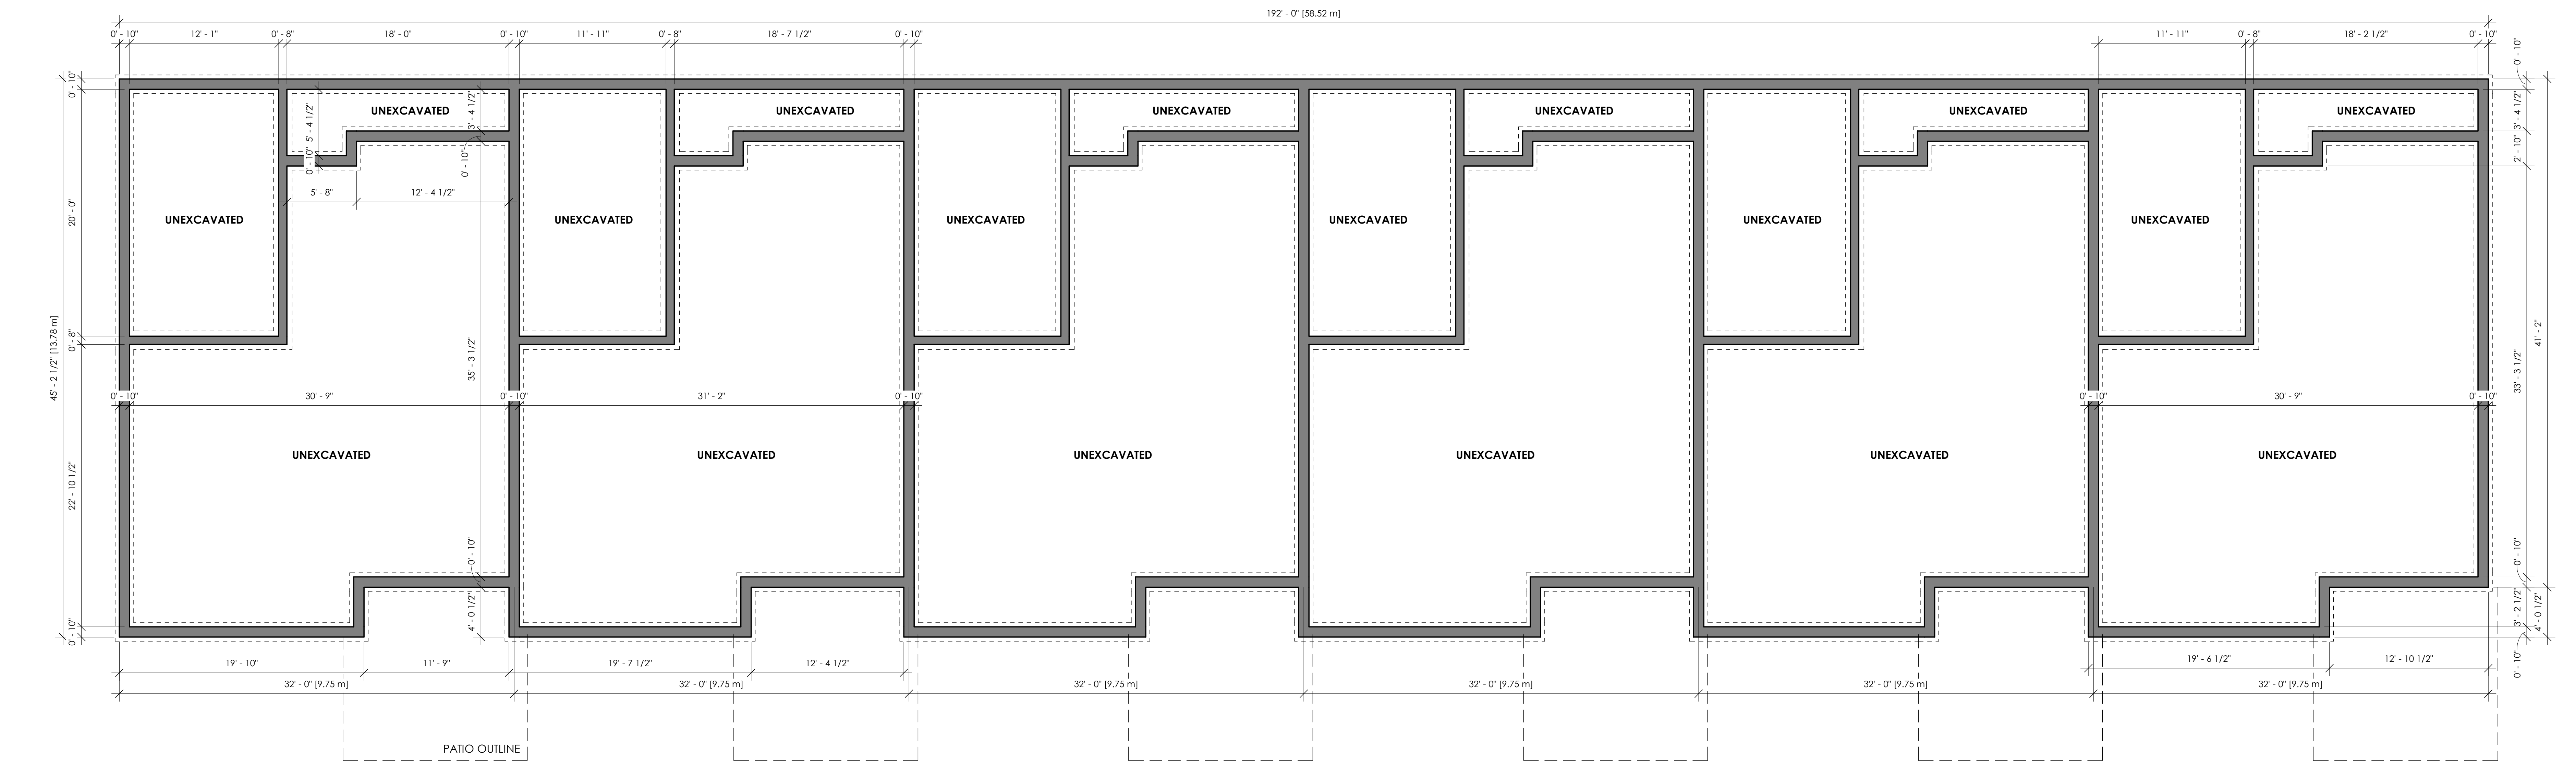 192' - 0" [58.52 m]
0' - 10" 12' - 1" 0' - 8" 18' - 0" 0' - 10" 11' - 11" 0' - 8" 18' - 7 1/2" 0' - 10" 11' - 11" 0' - 8" 18' - 2 1/2" 0' - 10"
0' - 10"
0' - 10"
UNEXCAVATED UNEXCAVATED UNEXCAVATED UNEXCAVATED UNEXCAVATED UNEXCAVATED
5' - 4 1/2"
3' - 4 1/2"
3' - 4 1/2"
0' - 10"
0' - 10"
2' - 10"
5' - 8" 12' - 4 1/2"
20' - 0"
UNEXCAVATED UNEXCAVATED UNEXCAVATED UNEXCAVATED UNEXCAVATED UNEXCAVATED
0' - 8"
45' - 2 1/2" [13.78 m]
35' - 3 1/2"
33' - 3 1/2"
41' - 2"
0' - 10" 30' - 9" 0' - 10" 31' - 2" 0' - 10" 0' - 10" 30' - 9" 0' - 10"
UNEXCAVATED UNEXCAVATED UNEXCAVATED UNEXCAVATED UNEXCAVATED UNEXCAVATED
22' - 10 1/2"
0' - 10"
0' - 10"
4' - 0 1/2"
3' - 2 1/2"
4' - 0 1/2"
0' - 10"
0' - 10"
19' - 10" 11' - 9" 19' - 7 1/2" 12' - 4 1/2" 19' - 6 1/2" 12' - 10 1/2"
32' - 0" [9.75 m] 32' - 0" [9.75 m] 32' - 0" [9.75 m] 32' - 0" [9.75 m] 32' - 0" [9.75 m] 32' - 0" [9.75 m]
PATIO OUTLINE